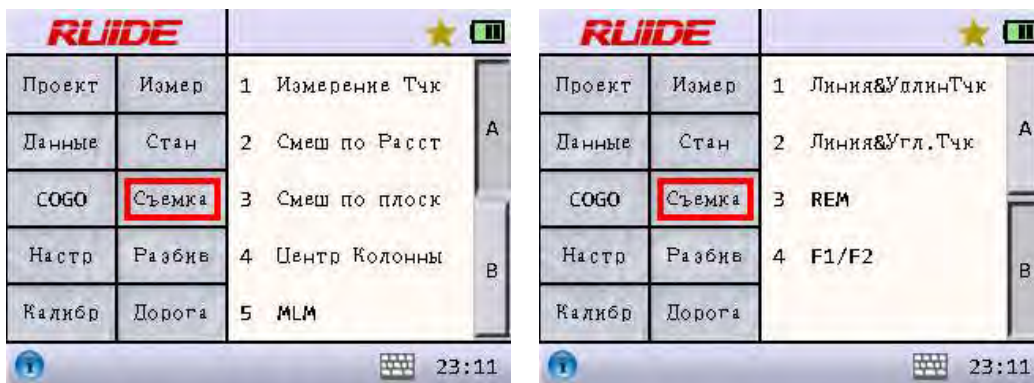 RUIDE
Проект Измер 1 Измерение Тчк
Данные Стан 2 Смещ по Расст A
COGO Съемка 3 Смещ по плоск
Настр Разбив 4 Центр Колонны B
Калибр Дорога 5 MLM
23:11
RUIDE
Проект Измер 1 Линия&УдлинТчк
Данные Стан 2 Линия&Угл.Тчк A
COGO Съемка 3 REM
Настр Разбив 4 F1/F2 B
Калибр Дорога
23:11